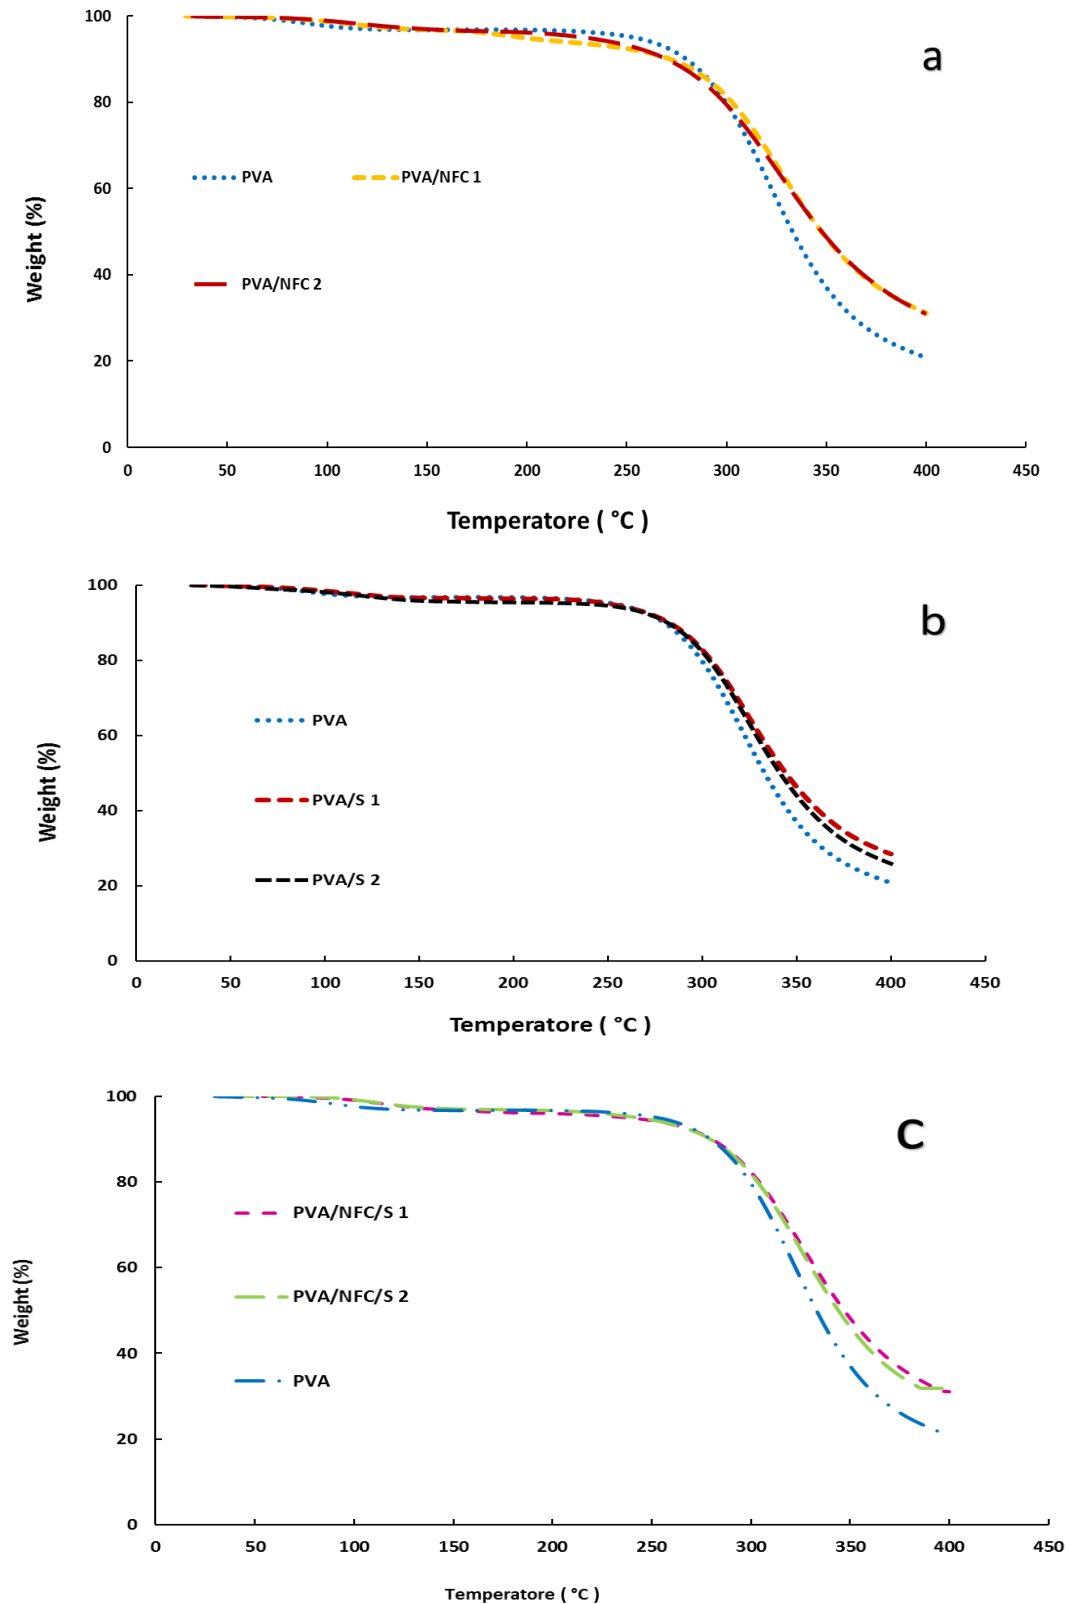 100
a
80
PVA
PVA/NFC 1
60
Weight (%)
40
PVA/NFC 2
20
0
0 50 100 150 200 250 300 350 400 450
Temperatore ( °C )
100
b
80
PVA
60
Weight (%)
PVA/S 1
40
PVA/S 2
20
0
0 50 100 150 200 250 300 350 400 450
Temperatore ( °C )
100
C
80
PVA/NFC/S 1
60
Weight (%)
PVA/NFC/S 2
40
PVA
20
0
0 50 100 150 200 250 300 350 400 450
Temperatore ( °C )